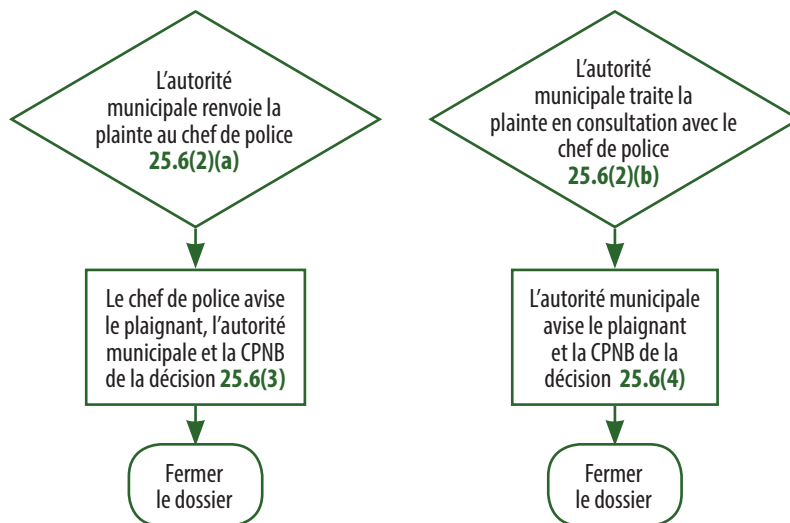 L'autorité
municipale renvoie la
plainte au chef de police
25.6(2)(a)
Le chef de police avise
le plaignant, l'autorité
municipale et la CPNB
de la décision 25.6(3)
Fermer
le dossier
L'autorité
municipale traite la
plainte en consultation avec le
chef de police
25.6(2)(b)
L'autorité municipale
avise le plaignant
et la CPNB de la
décision 25.6(4)
Fermer
le dossier